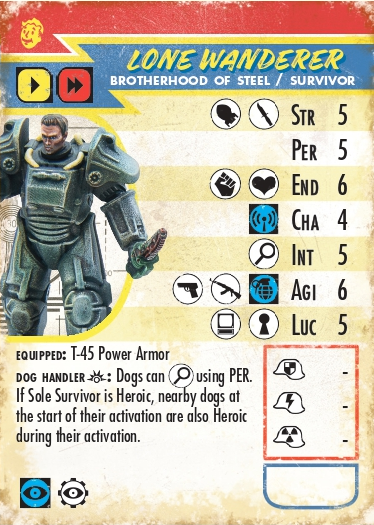 LONE WANDERER
BROTHERHOOD OF STEEL / SURVIVOR
STR 5
PER 5
END 6
CHA 4
INT 5
AGI 6
LUC 5
EQUIPPED: T-45 Power Armor
DOG HANDLER: Dogs can using PER.
If Sole Survivor is Heroic, nearby dogs at
the start of their activation are also Heroic
during their activation.
-
-
-